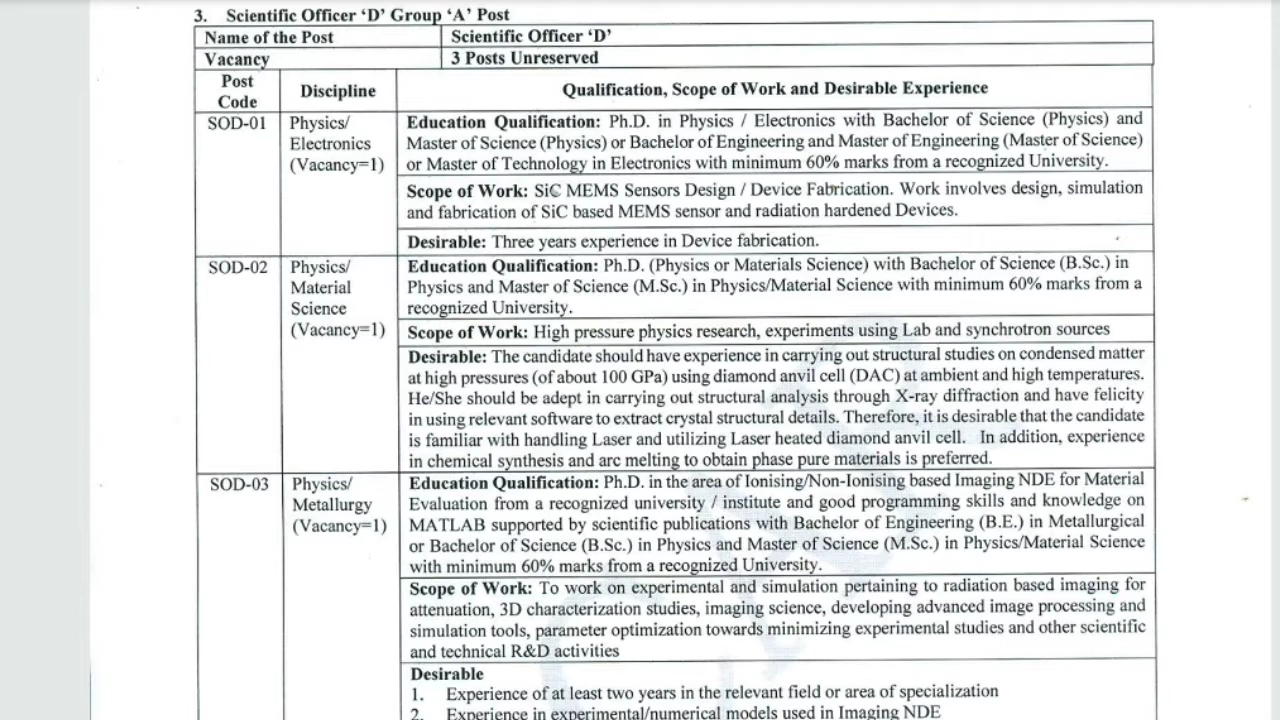 3. Scientific Officer ‘D’ Group ‘A’ Post
Name of the Post Scientific Officer ‘D’
Vacancy 3 Posts Unreserved
Post Code Discipline Qualification, Scope of Work and Desirable Experience
SOD-01 Physics/ Electronics (Vacancy=1)
Education Qualification: Ph.D. in Physics / Electronics with Bachelor of Science (Physics) and
Master of Science (Physics) or Bachelor of Engineering and Master of Engineering (Master of Science)
or Master of Technology in Electronics with minimum 60% marks from a recognized University.
Scope of Work: SiC MEMS Sensors Design / Device Fabrication. Work involves design, simulation
and fabrication of SiC based MEMS sensor and radiation hardened Devices.
Desirable: Three years experience in Device fabrication.
SOD-02 Physics/ Material Science (Vacancy=1)
Education Qualification: Ph.D. (Physics or Materials Science) with Bachelor of Science (B.Sc.) in
Physics and Master of Science (M.Sc.) in Physics/Material Science with minimum 60% marks from a
recognized University.
Scope of Work: High pressure physics research, experiments using Lab and synchrotron sources
Desirable: The candidate should have experience in carrying out structural studies on condensed matter
at high pressures (of about 100 GPa) using diamond anvil cell (DAC) at ambient and high temperatures.
He/She should be adept in carrying out structural analysis through X-ray diffraction and have felicity
in using relevant software to extract crystal structural details. Therefore, it is desirable that the candidate
is familiar with handling Laser and utilizing Laser heated diamond anvil cell. In addition, experience
in chemical synthesis and arc melting to obtain phase pure materials is preferred.
SOD-03 Physics/ Metallurgy (Vacancy=1)
Education Qualification: Ph.D. in the area of Ionising/Non-Ionising based Imaging NDE for Material
Evaluation from a recognized university / institute and good programming skills and knowledge on
MATLAB supported by scientific publications with Bachelor of Engineering (B.E.) in Metallurgical
or Bachelor of Science (B.Sc.) in Physics and Master of Science (M.Sc.) in Physics/Material Science
with minimum 60% marks from a recognized University.
Scope of Work: To work on experimental and simulation pertaining to radiation based imaging for
attenuation, 3D characterization studies, imaging science, developing advanced image processing and
simulation tools, parameter optimization towards minimizing experimental studies and other scientific
and technical R&D activities
Desirable
1. Experience of at least two years in the relevant field or area of specialization
2. Experience in experimental/numerical models used in Imaging NDE